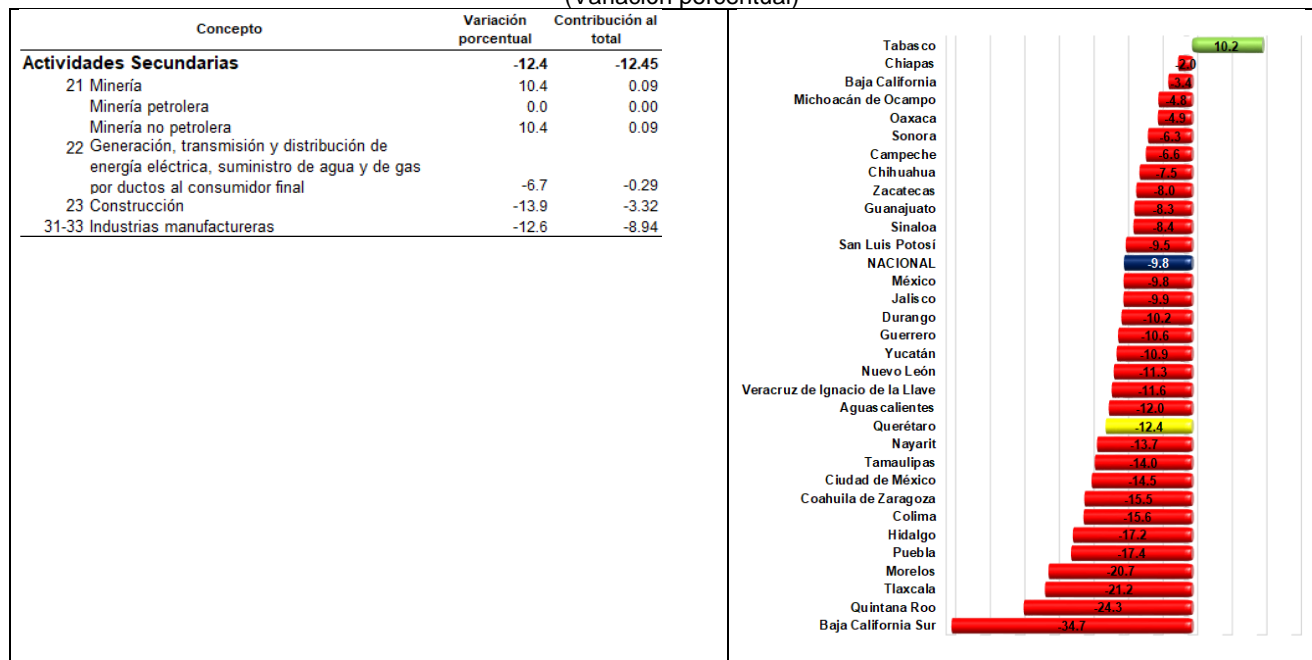 (Variación porcentual)
Concepto Variación porcentual Contribución al total
Actividades Secundarias -12.4 -12.45
21 Minería 10.4 0.09
Minería petrolera 0.0 0.00
Minería no petrolera 10.4 0.09
22 Generación, transmisión y distribución de
energía eléctrica, suministro de agua y de gas
por ductos al consumidor final -6.7 -0.29
23 Construcción -13.9 -3.32
31-33 Industrias manufactureras -12.6 -8.94
Tabasco 10.2
Chiapas -2.0
Baja California -3.4
Michoacán de Ocampo -4.8
Oaxaca -4.9
Sonora -6.3
Campeche -6.6
Chihuahua -7.5
Zacatecas -8.0
Guanajuato -8.3
Sinaloa -8.4
San Luis Potosí -9.5
NACIONAL -9.8
México -9.8
Jalisco -9.9
Durango -10.2
Guerrero -10.6
Yucatán -10.9
Nuevo León -11.3
Veracruz de Ignacio de la Llave -11.6
Aguascalientes -12.0
Querétaro -12.4
Nayarit -13.7
Tamaulipas -14.0
Ciudad de México -14.5
Coahuila de Zaragoza -15.5
Colima -15.6
Hidalgo -17.2
Puebla -17.4
Morelos -20.7
Tlaxcala -21.2
Quintana Roo -24.3
Baja California Sur -34.7